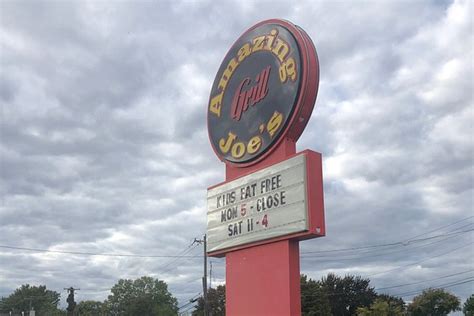 Amazing
Grill
Joe's
KIDS EAT FREE
MON 5 - CLOSE
SAT 11 - 4